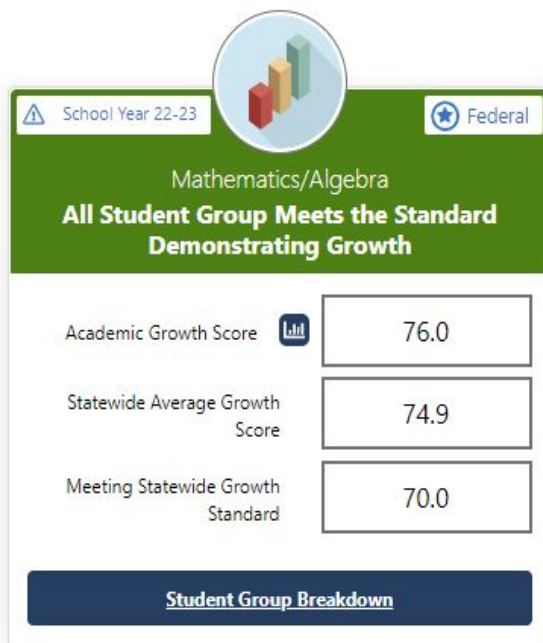 School Year 22-23
Federal
Mathematics/Algebra
All Student Group Meets the Standard
Demonstrating Growth
Academic Growth Score
76.0
Statewide Average Growth
Score
74.9
Meeting Statewide Growth
Standard
70.0
Student Group Breakdown